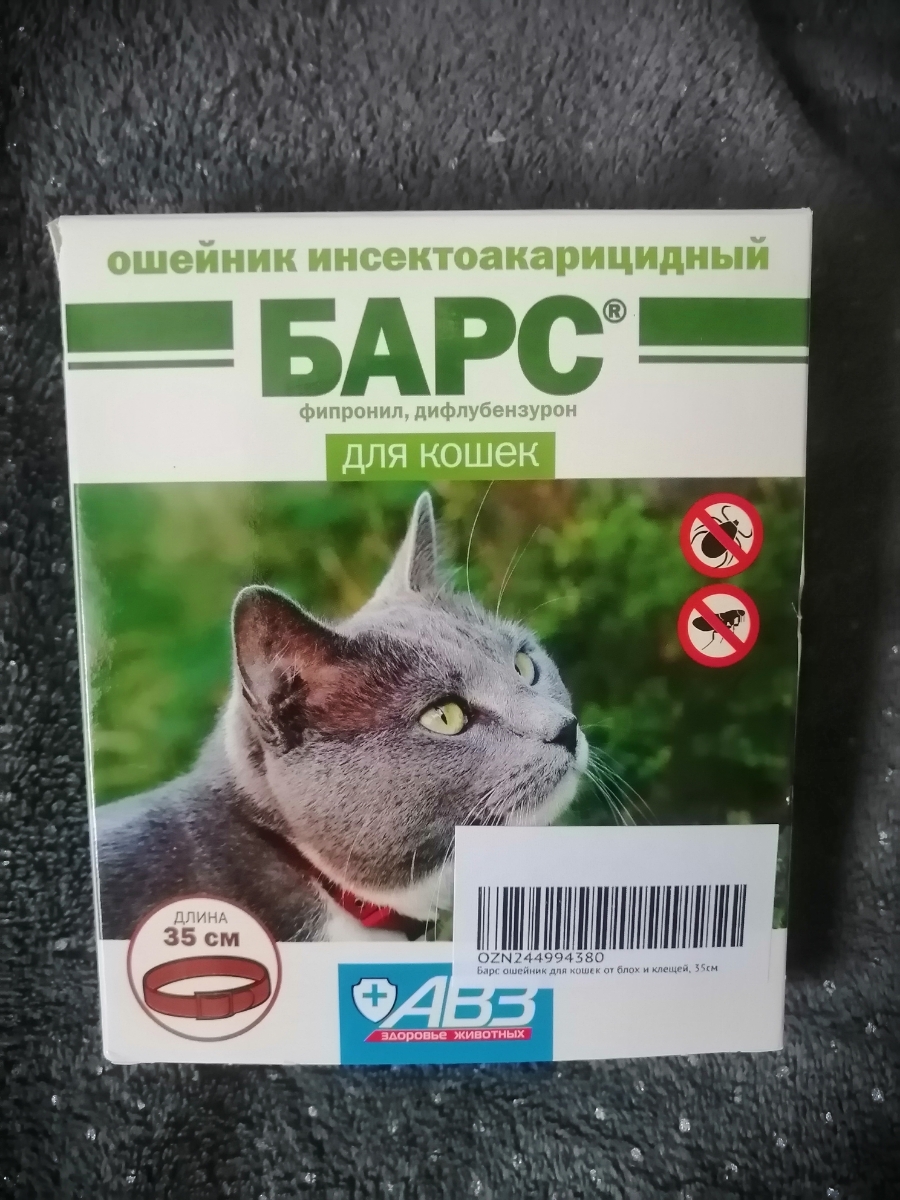 ошейник инсектоакарицидный
БАРС®
фипронил, дифлубензурон
для кошек
ДЛИНА
35 см
OZN244994380
Барс ошейник для кошек от блох и клещей, 35см
АВЗ
здоровье животных